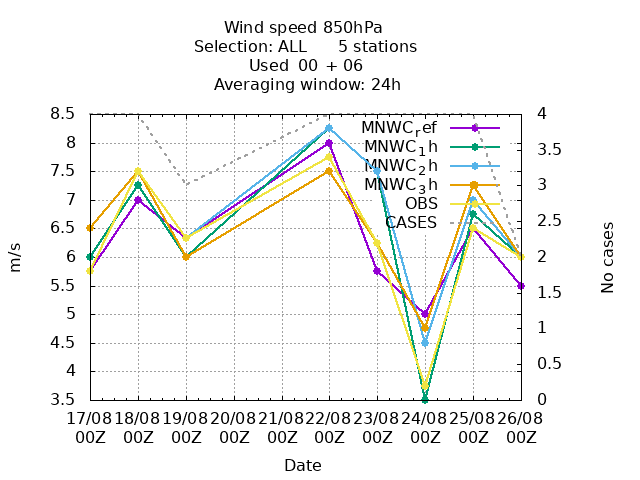 Wind speed 850hPa
Selection: ALL      5 stations
Used  00 + 06
Averaging window: 24h
8.5
8
7.5
7
6.5
6
5.5
5
4.5
4
3.5
m/s
4
3.5
3
2.5
2
1.5
1
0.5
0
No cases
MNWC_ref
MNWC_1h
MNWC_2h
MNWC_3h
OBS
CASES
17/08 18/08 19/08 20/08 21/08 22/08 23/08 24/08 25/08 26/08
00Z 00Z 00Z 00Z 00Z 00Z 00Z 00Z 00Z 00Z
Date